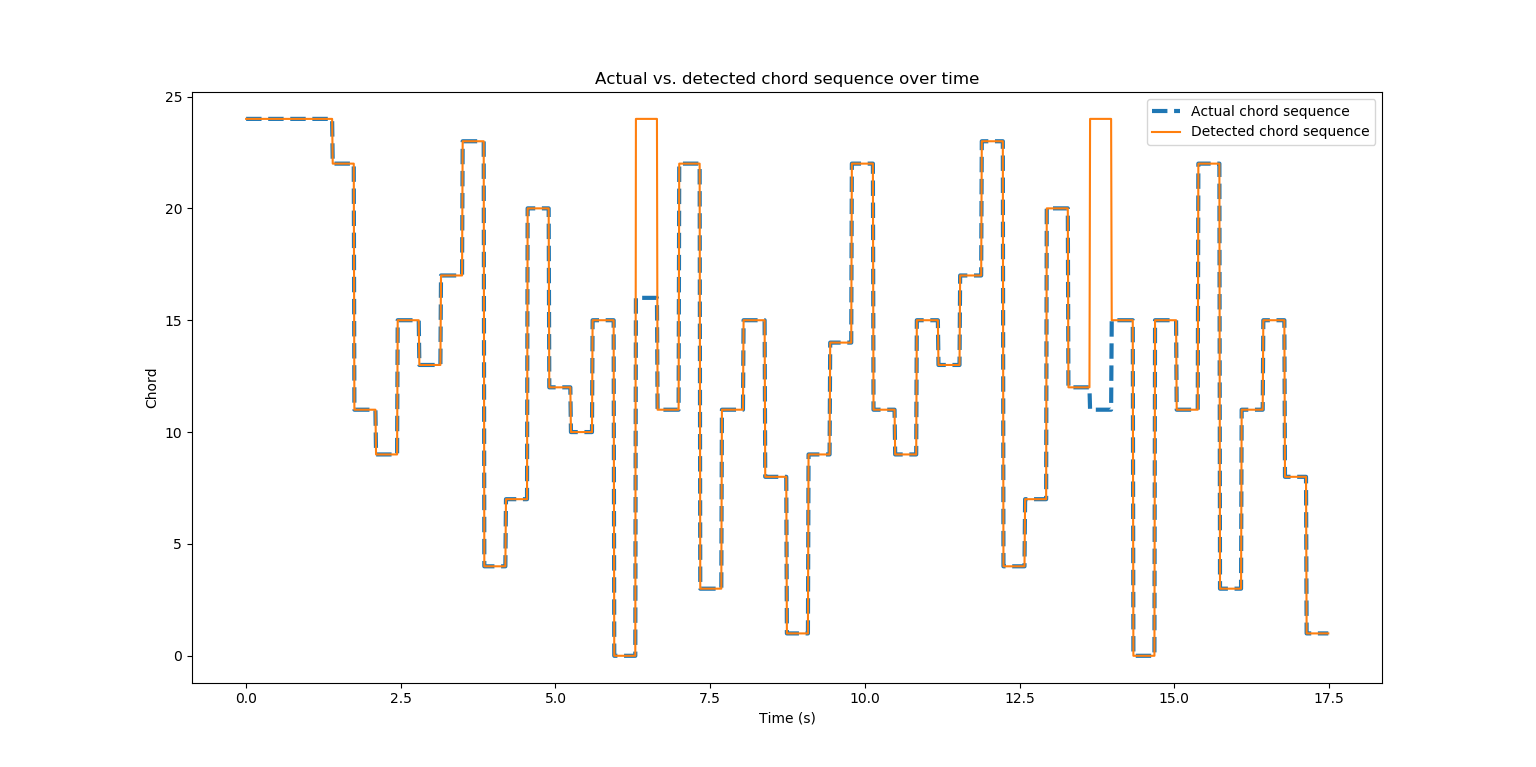 Actual vs. detected chord sequence over time
Actual chord sequence
Detected chord sequence
25
20
15
10
5
0
Chord
0.0 2.5 5.0 7.5 10.0 12.5 15.0 17.5
Time (s)